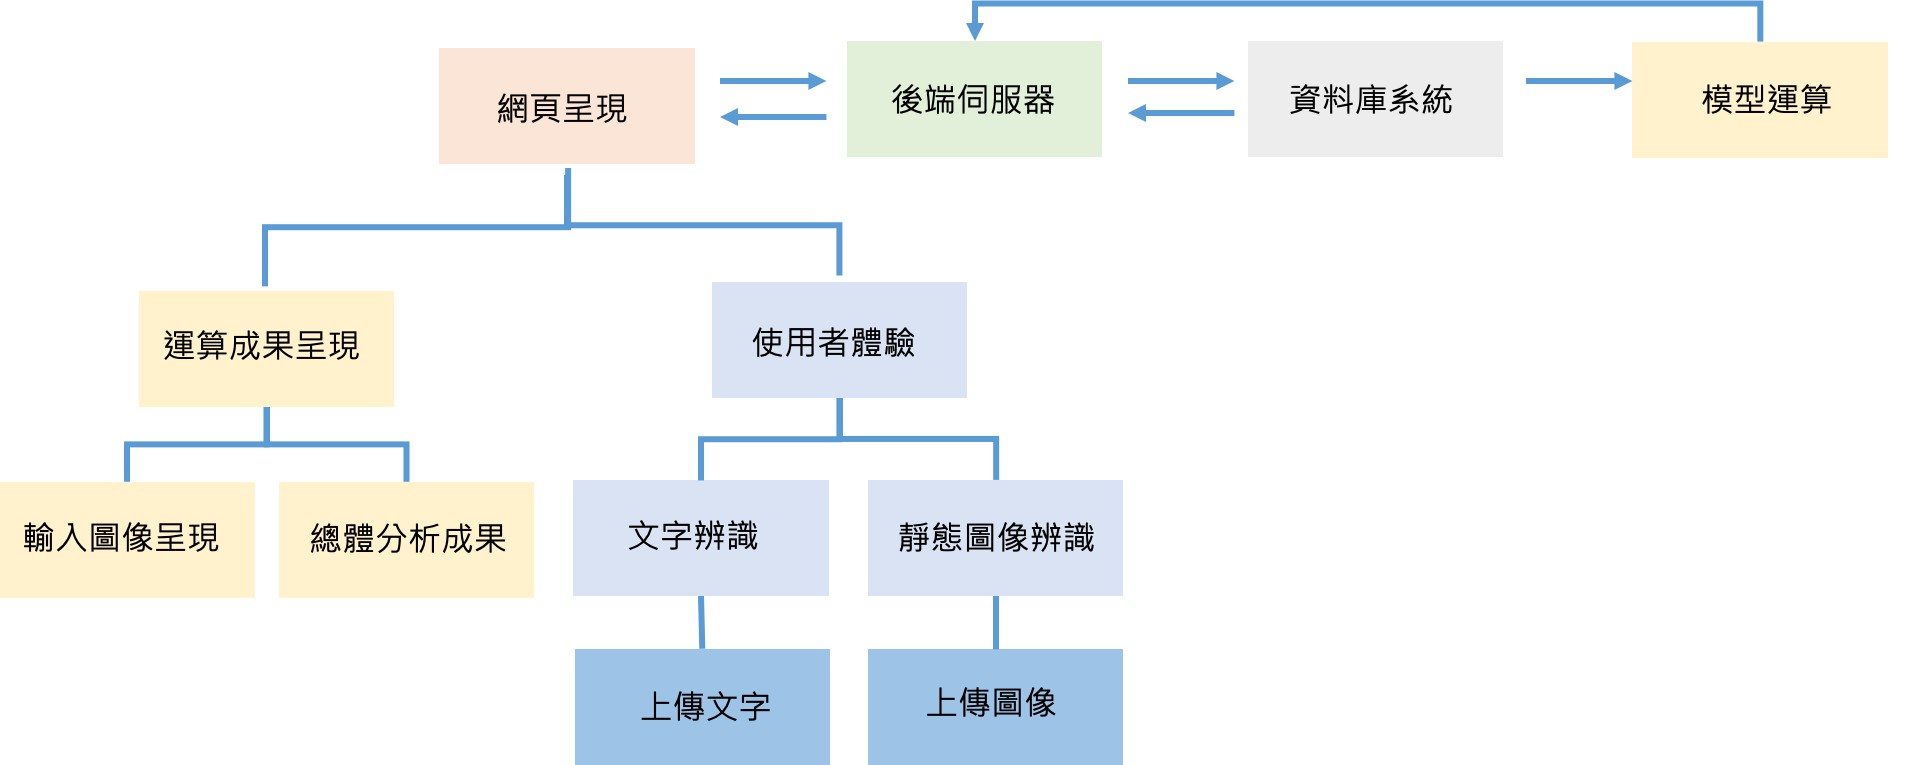 網頁呈現
後端伺服器
資料庫系統
模型運算
運算成果呈現
使用者體驗
輸入圖像呈現
總體分析成果
文字辨識
靜態圖像辨識
上傳文字
上傳圖像